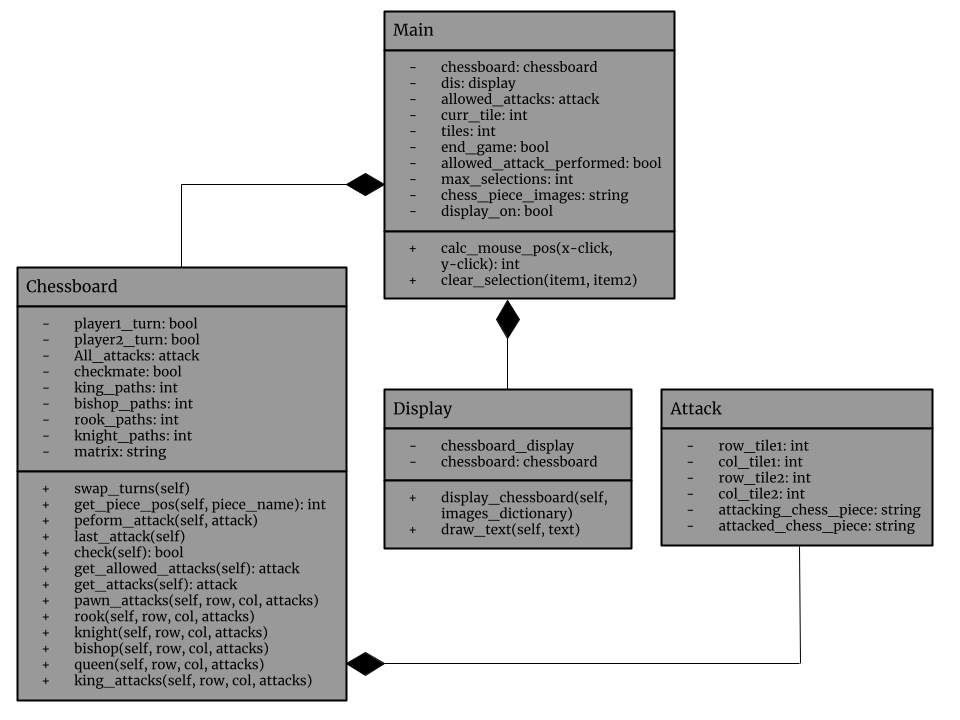 Main
- chessboard: chessboard
- dis: display
- allowed_attacks: attack
- curr_tile: int
- tiles: int
- end_game: bool
- allowed_attack_performed: bool
- max_selections: int
- chess_piece_images: string
- display_on: bool
+ calc_mouse_pos(x-click,
y-click): int
+ clear_selection(item1, item2)
Chessboard
- player1_turn: bool
- player2_turn: bool
- All_attacks: attack
- checkmate: bool
- king_paths: int
- bishop_paths: int
- rook_paths: int
- knight_paths: int
- matrix: string
+ swap_turns(self)
+ get_piece_pos(self, piece_name): int
+ peform_attack(self, attack)
+ last_attack(self)
+ check(self): bool
+ get_allowed_attacks(self): attack
+ get_attacks(self): attack
+ pawn_attacks(self, row, col, attacks)
+ rook(self, row, col, attacks)
+ knight(self, row, col, attacks)
+ bishop(self, row, col, attacks)
+ queen(self, row, col, attacks)
+ king_attacks(self, row, col, attacks)
Display
- chessboard_display
- chessboard: chessboard
+ display_chessboard(self,
images_dictionary)
+ draw_text(self, text)
Attack
- row_tile1: int
- col_tile1: int
- row_tile2: int
- col_tile2: int
- attacking_chess_piece: string
- attacked_chess_piece: string